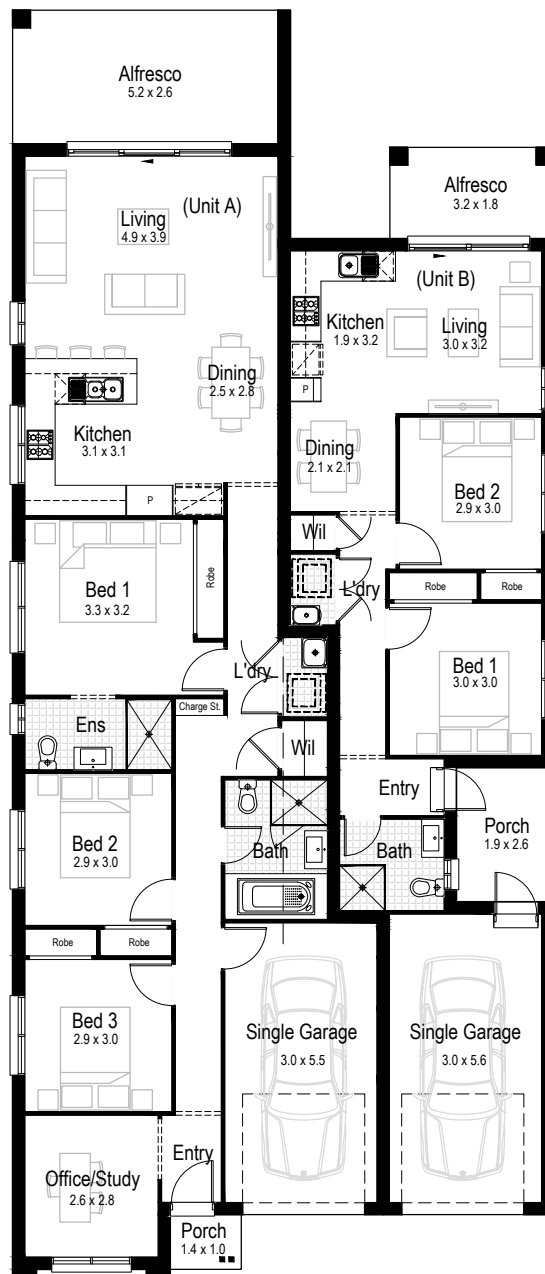 Alfresco
5.2 x 2.6
Alfresco
3.2 x 1.8
(Unit A)
Living
4.9 x 3.9
(Unit B)
Kitchen
1.9 x 3.2
Living
3.0 x 3.2
Dining
2.5 x 2.8
P
Kitchen
3.1 x 3.1
Dining
2.1 x 2.1
P
Bed 2
2.9 x 3.0
Wil
Bed 1
3.3 x 3.2
Robe
L'dry
Robe
Robe
L'dry
Bed 1
3.0 x 3.0
Charge St.
Ens
Wil
Entry
Porch
1.9 x 2.6
Bed 2
2.9 x 3.0
Bath
Bath
Robe
Robe
Bed 3
2.9 x 3.0
Single Garage
3.0 x 5.5
Single Garage
3.0 x 5.6
Entry
Office/Study
2.6 x 2.8
Porch
1.4 x 1.0